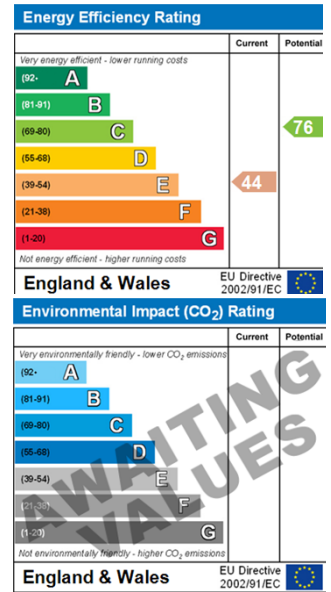 Energy Efficiency Rating
Current Potential
Very energy efficient - lower running costs
(92- A
(81-91) B
(69-80) C 76
(55-68) D
(39-54) E 44
(21-38) F
(1-20) G
Not energy efficient - higher running costs
England & Wales EU Directive 2002/91/EC
Environmental Impact (CO2) Rating
Current Potential
Very environmentally friendly - lower CO2 emissions
(92- A
(81-91) B
(69-80) C
(55-68) D
(39-54) E
(21-38) F
(1-20) G
AWAITING VALUES
Not environmentally friendly - higher CO2 emissions
England & Wales EU Directive 2002/91/EC